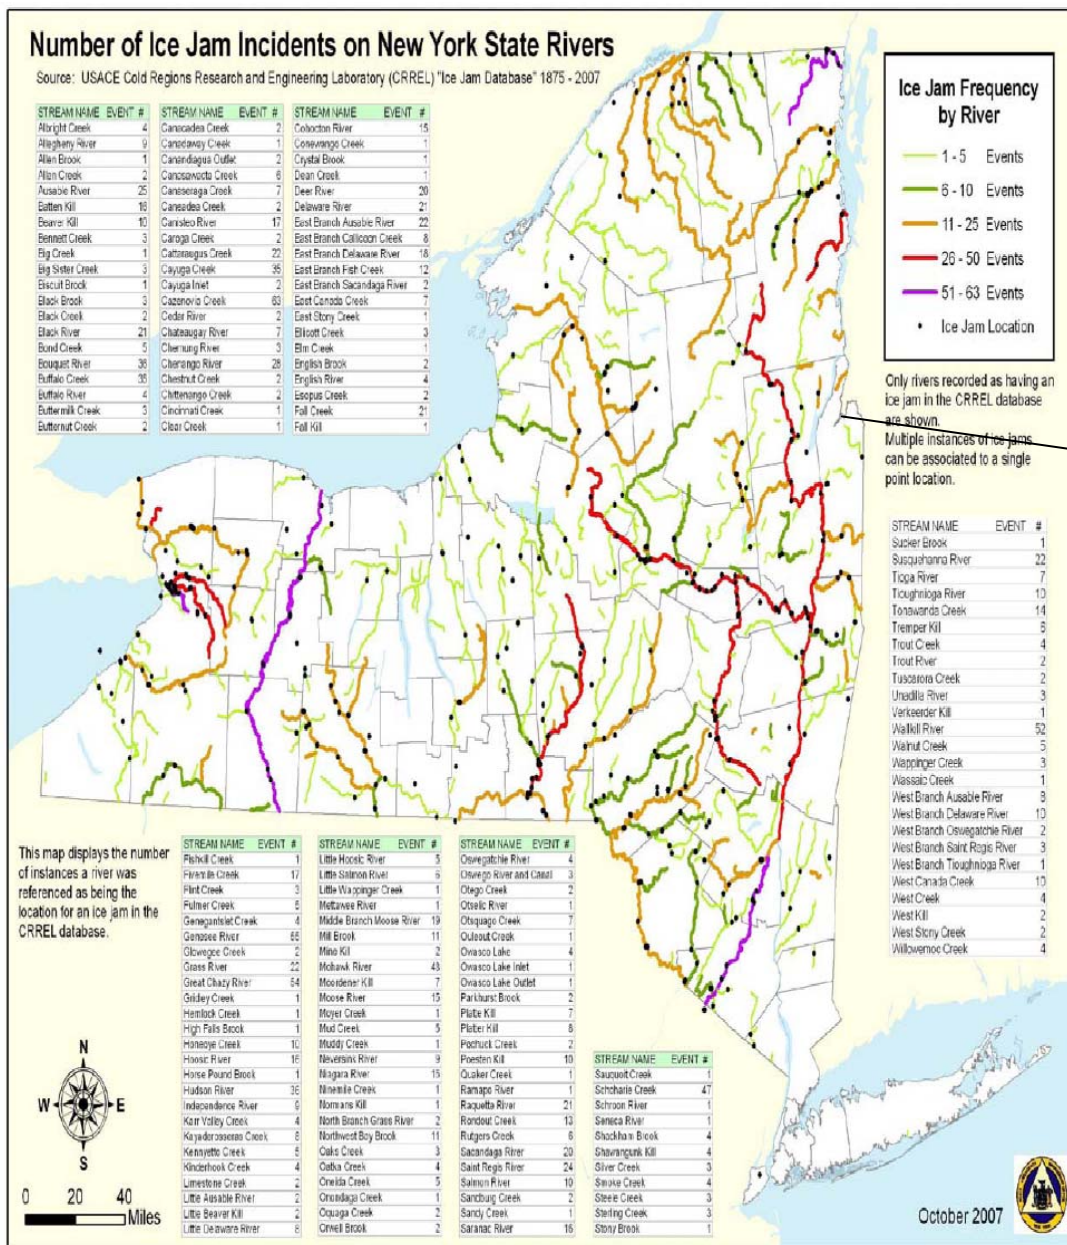 Number of Ice Jam Incidents on New York State Rivers
Source: USACE Cold Regions Research and Engineering Laboratory (CRREL) "Ice Jam Database" 1875 - 2007
STREAM NAME EVENT #
Albright Creek 4
Allegheny River 9
Allen Brook 1
Allen Creek 2
Ausable River 25
Batten Kill 16
Beaver Kill 10
Bennett Creek 3
Big Creek 1
Big Sister Creek 3
Biscuit Brook 1
Black Brook 3
Black Creek 2
Black River 21
Bond Creek 5
Bouquet River 36
Buffalo Creek 35
Buffalo River 4
Buttermilk Creek 3
Butternut Creek 2
STREAM NAME EVENT #
Canacadea Creek 2
Canadaway Creek 1
Canandiagua Outlet 2
Canasawacta Creek 6
Canaseraga Creek 7
Caneadea Creek 2
Canisteo River 17
Caroga Creek 2
Cattaraugus Creek 22
Cayuga Creek 35
Cayuga Inlet 2
Cazenovia Creek 63
Cedar River 2
Chateaugay River 7
Chemung River 3
Chenango River 28
Chestnut Creek 2
Chittenango Creek 2
Cincinnati Creek 1
Clear Creek 1
STREAM NAME EVENT #
Cohocton River 15
Conewango Creek 1
Crystal Brook 1
Dean Creek 1
Deer River 20
Delaware River 21
East Branch Ausable River 22
East Branch Callicoon Creek 8
East Branch Delaware River 18
East Branch Fish Creek 12
East Branch Sacandaga River 2
East Canada Creek 7
East Stony Creek 1
Ellicott Creek 3
Elm Creek 1
English Brook 2
English River 4
Esopus Creek 2
Fall Creek 21
Fall Kill 1
Ice Jam Frequency
by River
1 - 5 Events
6 - 10 Events
11 - 25 Events
26 - 50 Events
51 - 63 Events
Ice Jam Location
Only rivers recorded as having an
ice jam in the CRREL database
are shown.
Multiple instances of ice jams
can be associated to a single
point location.
STREAM NAME EVENT #
Sucker Brook 1
Susquehanna River 22
Tioga River 7
Tioughnioga River 10
Tonawanda Creek 14
Tremper Kill 6
Trout Creek 4
Trout River 2
Tuscarora Creek 2
Unadilla River 3
Verkeerder Kill 1
Wallkill River 52
Walnut Creek 5
Wappinger Creek 3
Wassaic Creek 1
West Branch Ausable River 8
West Branch Delaware River 10
West Branch Oswegatchie River 2
West Branch Saint Regis River 3
West Branch Tioughnioga River 1
West Canada Creek 10
West Creek 4
West Kill 2
West Stony Creek 2
Willowemoc Creek 4
This map displays the number
of instances a river was
referenced as being the
location for an ice jam in the
CRREL database.
STREAM NAME EVENT #
Fishkill Creek 1
Fivemile Creek 17
Flint Creek 3
Fulmer Creek
Genegantslet Creek 4
Genesee River
Glowegee Creek 2
Grass River 22
Great Chazy River 54
Gridley Creek 1
Hemlock Creek 1
High Falls Brook 1
Honeoye Creek 10
Hoosic River 16
Horse Pound Brook 1
Hudson River 36
Independence River 9
Karr Valley Creek 4
Kayaderosseras Creek 8
Kennyetto Creek 5
Kinderhook Creek 4
Limestone Creek 2
Little Ausable River 2
Little Beaver Kill 2
Little Delaware River 8
STREAM NAME EVENT #
Little Hoosic River 5
Little Salmon River 6
Little Wappinger Creek 1
Mettawee River 1
Middle Branch Moose River 19
Mill Brook 11
Mine Kill 2
Mohawk River 48
Moordener Kill 7
Moose River 15
Moyer Creek 1
Mud Creek 5
Muddy Creek 1
Neversink River 9
Niagara River 15
Ninemile Creek 1
Normans Kill 1
North Branch Grass River 2
Northwest Bay Brook 11
Oaks Creek 3
Oatka Creek 4
Oneida Creek 5
Onondaga Creek 1
Oquaga Creek 2
Orwell Brook 2
STREAM NAME EVENT #
Oswegatchie River 4
Oswego River and Canal 3
Otego Creek 2
Otselic River 1
Otsquago Creek 7
Ouleout Creek 1
Owasco Lake 4
Owasco Lake Inlet 1
Owasco Lake Outlet 1
Parkhurst Brook 2
Platte Kill 7
Platter Kill 8
Pochuck Creek 2
Poesten Kill 10
Quaker Creek 1
Ramapo River 1
Raquette River 21
Rondout Creek 13
Rutgers Creek 6
Sacandaga River 20
Saint Regis River 24
Salmon River 10
Sandburg Creek 2
Sandy Creek 1
Saranac River 16
STREAM NAME EVENT #
Sauquoit Creek 1
Schoharie Creek 47
Schroon River 1
Seneca River 1
Shackham Brook 4
Shawangunk Kill 4
Silver Creek 3
Smoke Creek 4
Steele Creek 3
Sterling Creek 3
Stony Brook 1
N
W E
S
0 20 40
Miles
October 2007